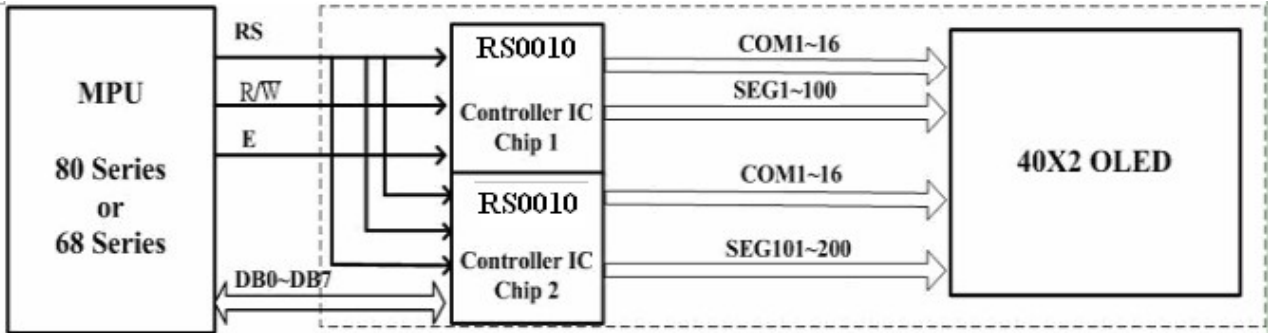 MPU
80 Series
or
68 Series
RS
R/W̅
E
DB0~DB7
RS0010
Controller IC
Chip 1
RS0010
Controller IC
Chip 2
COM1~16
SEG1~100
COM1~16
SEG101~200
40X2 OLED